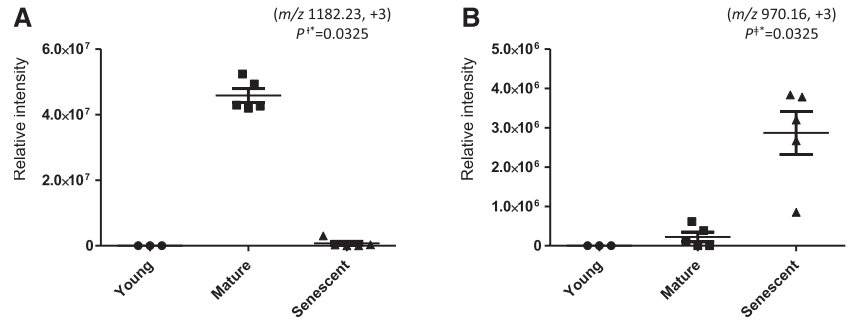 A
(m/z 1182.23, +3)
P‡*=0.0325
Relative intensity
6.0×10⁷
4.0×10⁷
2.0×10⁷
0
Young
Mature
Senescent
B
(m/z 970.16, +3)
P‡*=0.0325
Relative intensity
5.0×10⁶
4.0×10⁶
3.0×10⁶
2.0×10⁶
1.0×10⁶
0
Young
Mature
Senescent